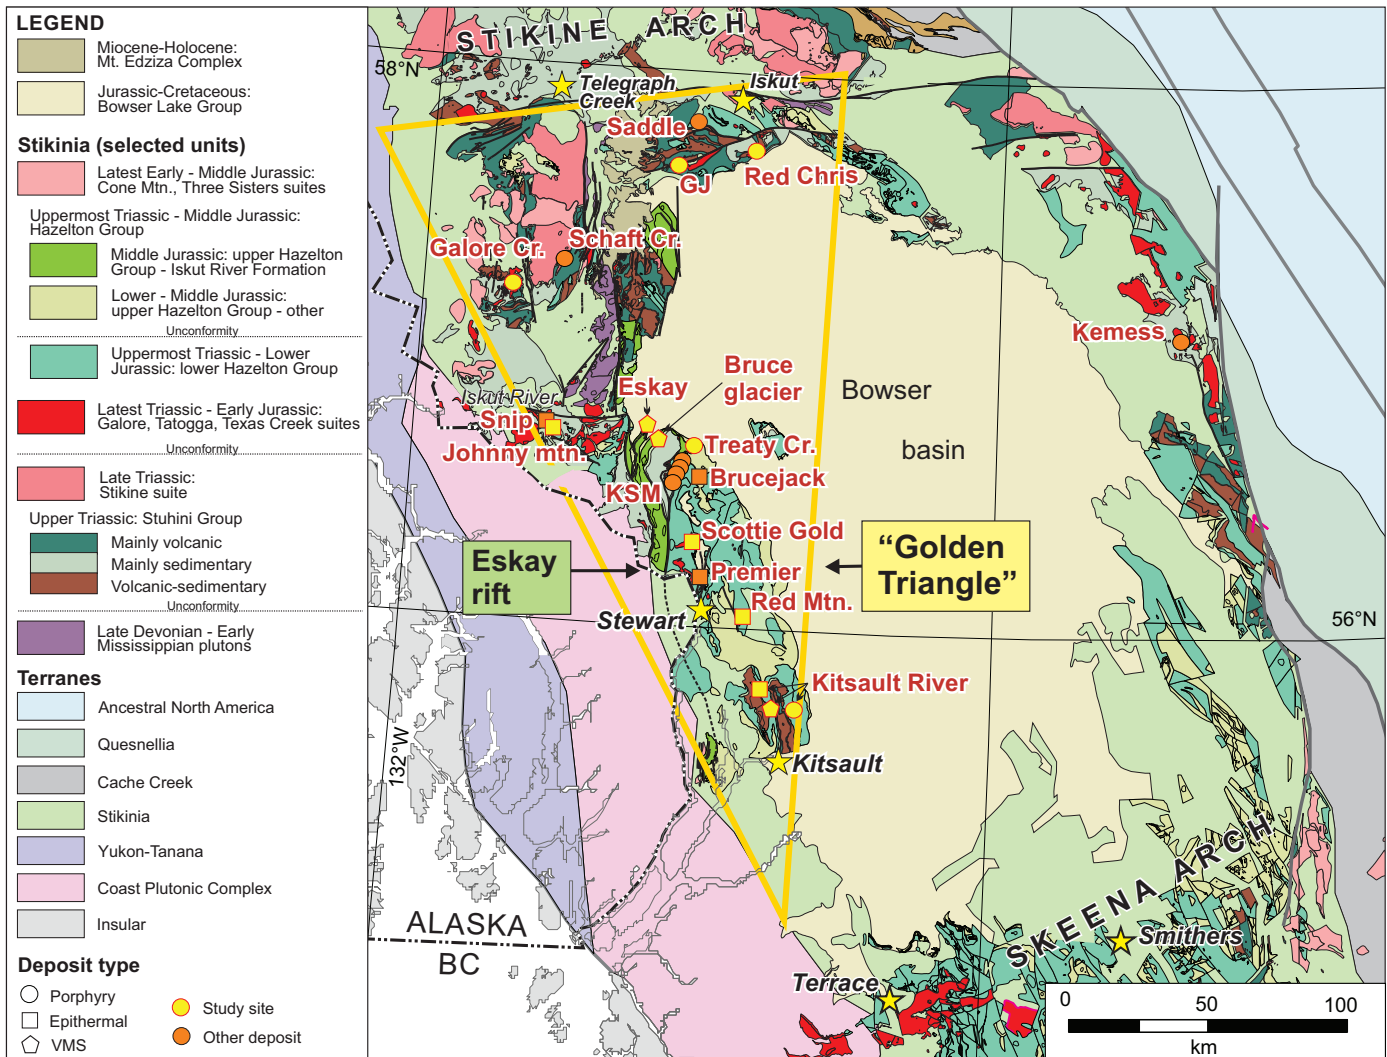 LEGEND
Miocene-Holocene:
Mt. Edziza Complex
Jurassic-Cretaceous:
Bowser Lake Group
Stikinia (selected units)
Latest Early - Middle Jurassic:
Cone Mtn., Three Sisters suites
Uppermost Triassic - Middle Jurassic:
Hazelton Group
Middle Jurassic: upper Hazelton
Group - Iskut River Formation
Lower - Middle Jurassic:
upper Hazelton Group - other
Unconformity
Uppermost Triassic - Lower
Jurassic: lower Hazelton Group
Latest Triassic - Early Jurassic:
Galore, Tatogga, Texas Creek suites
Unconformity
Late Triassic:
Stikine suite
Upper Triassic: Stuhini Group
Mainly volcanic
Mainly sedimentary
Volcanic-sedimentary
Unconformity
Late Devonian - Early
Mississippian plutons
Terranes
Ancestral North America
Quesnellia
Cache Creek
Stikinia
Yukon-Tanana
Coast Plutonic Complex
Insular
Deposit type
Porphyry
Epithermal
VMS
Study site
Other deposit
STIKINE ARCH
58°N
Telegraph
Creek
Iskut
Saddle
GJ
Red Chris
Galore Cr.
Schaft Cr.
Kemess
Bruce
glacier
Eskay
Bowser
basin
Iskut River
Snip
Johnny mtn.
Treaty Cr.
Brucejack
KSM
Scottie Gold
Eskay
rift
Premier
“Golden
Triangle”
Red Mtn.
Stewart
56°N
Kitsault River
132°W
Kitsault
SKEENA ARCH
ALASKA
BC
Smithers
Terrace
0 50 100
km